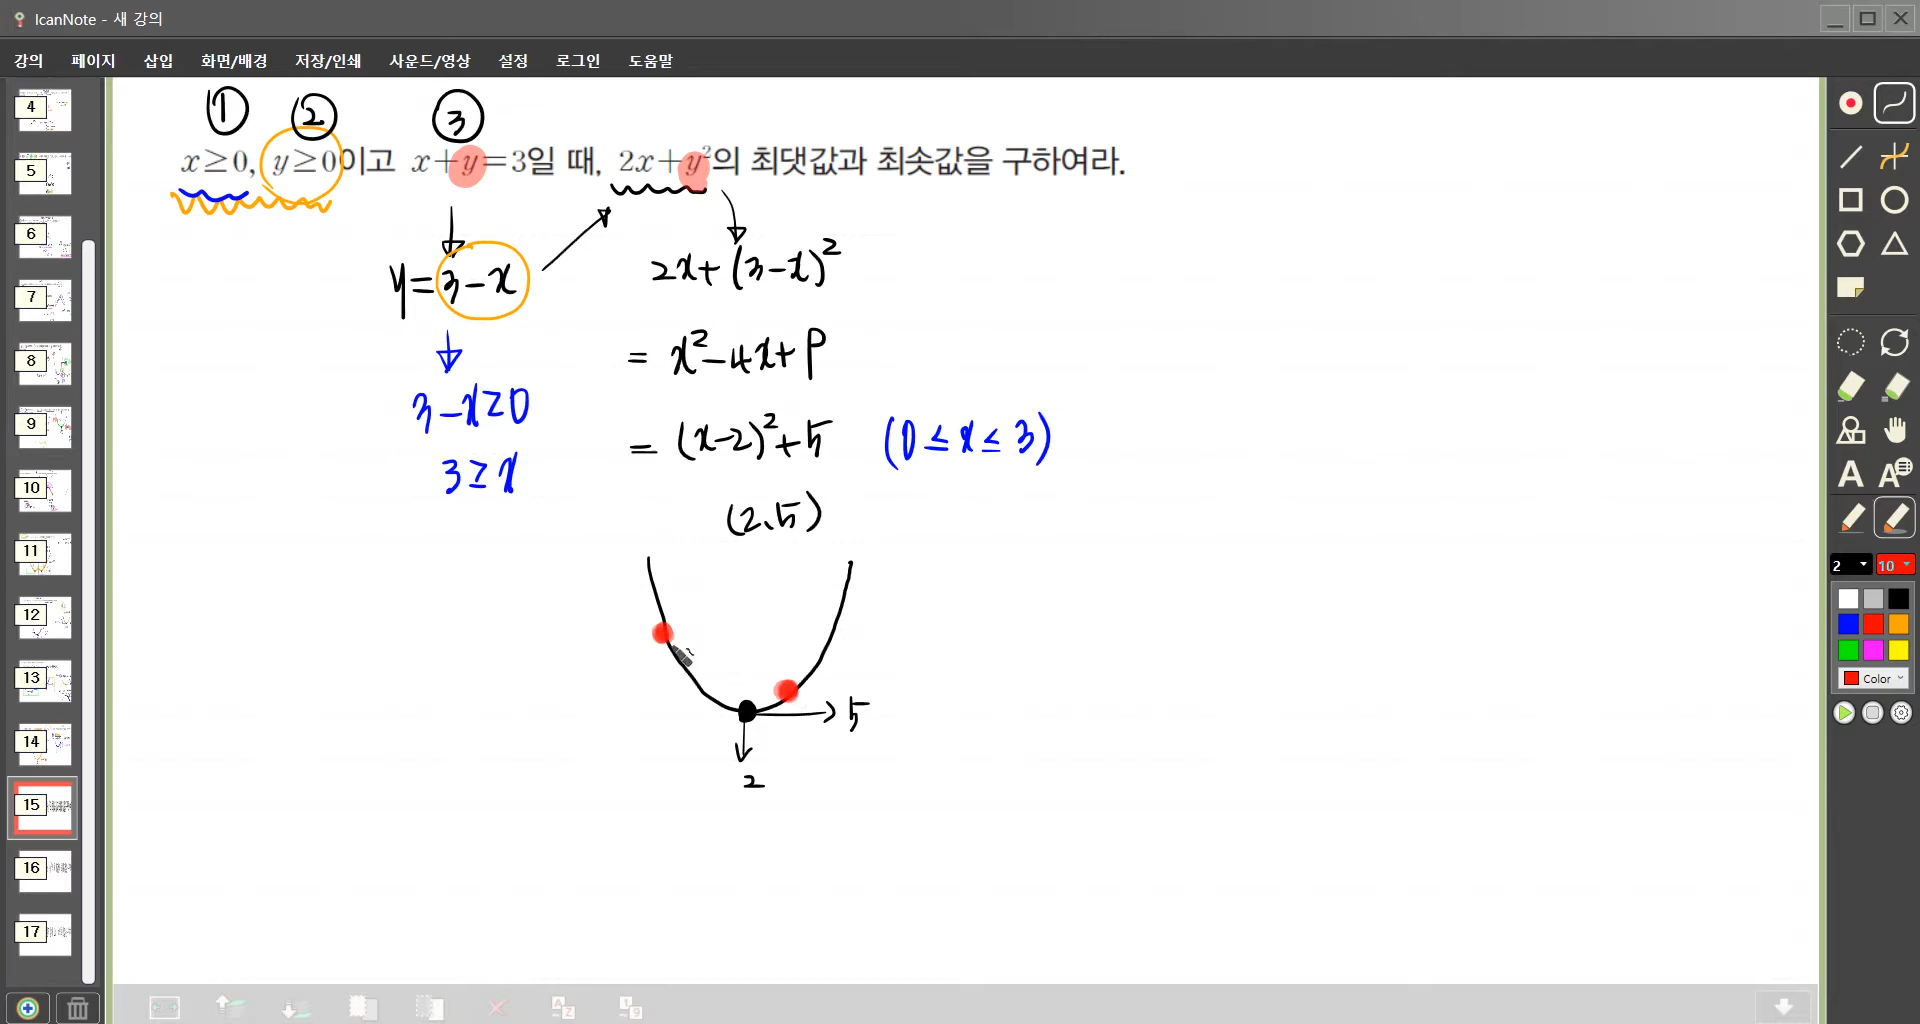 IcanNote - 새 강의
강의 페이지 삽입 화면/배경 저장/인쇄 사운드/영상 설정 로그인 도움말
① ② ③
x≥0, y≥0이고 x+y=3일 때, 2x+y²의 최댓값과 최솟값을 구하여라.
y=3-x
3-x≥0
3≥x
2x+(3-x)²
= x²-4x+9
= (x-2)²+5 (0≤x≤3)
(2,5)
5
2
4
5
6
7
8
9
10
11
12
13
14
15
16
17
A A
2 10
Color